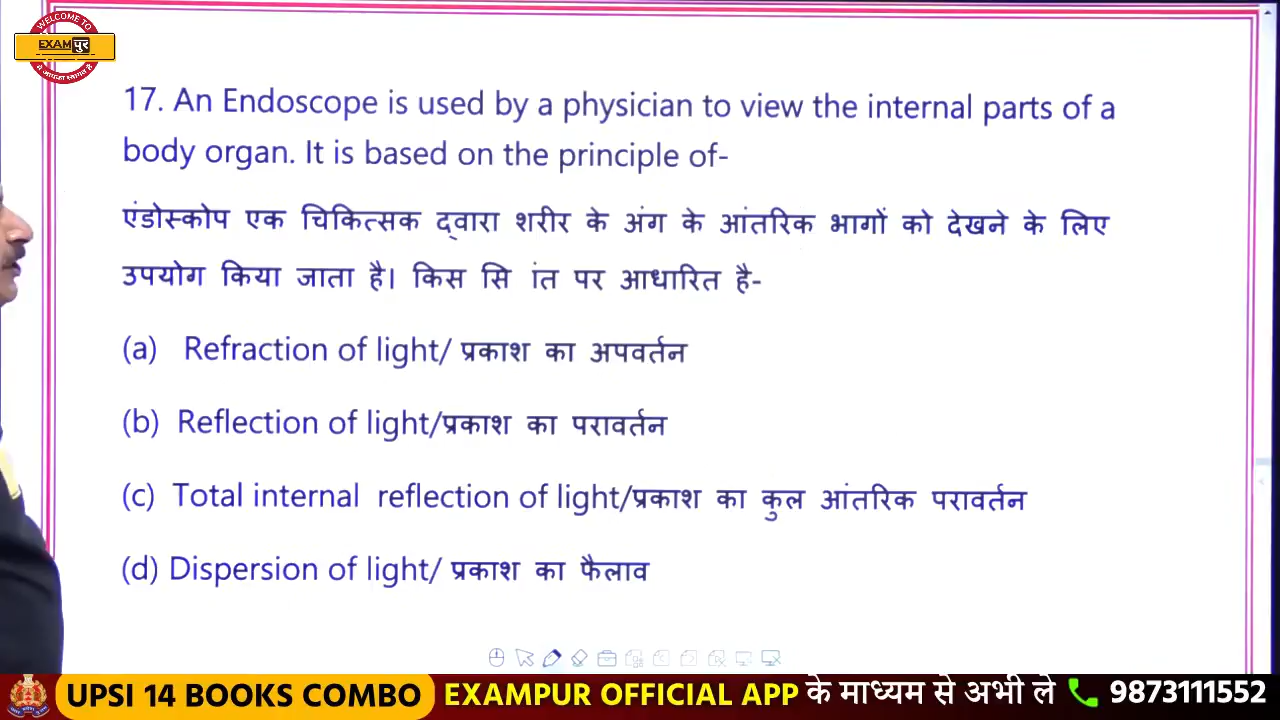 WELCOME TO
EXAMपुर
17. An Endoscope is used by a physician to view the internal parts of a
body organ. It is based on the principle of-
एंडोस्कोप एक चिकित्सक द्वारा शरीर के अंग के आंतरिक भागों को देखने के लिए
उपयोग किया जाता है। किस सि ांत पर आधारित है-
(a) Refraction of light/ प्रकाश का अपवर्तन
(b) Reflection of light/प्रकाश का परावर्तन
(c) Total internal reflection of light/प्रकाश का कुल आंतरिक परावर्तन
(d) Dispersion of light/ प्रकाश का फैलाव
UPSI 14 BOOKS COMBO EXAMPUR OFFICIAL APP के माध्यम से अभी ले 9873111552